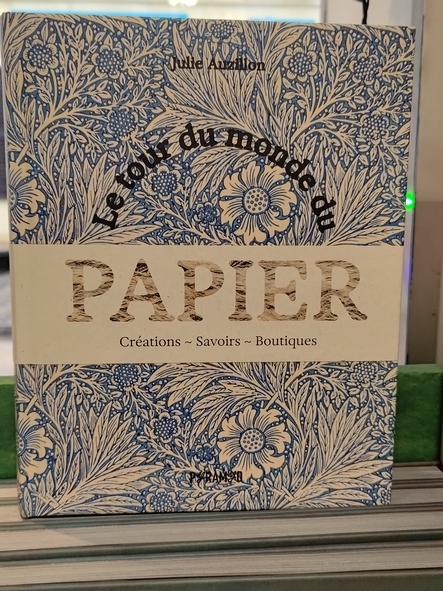 Julie Auzillon
Le tour du monde du
PAPIER
Créations ~ Savoirs ~ Boutiques
PYRAMYD